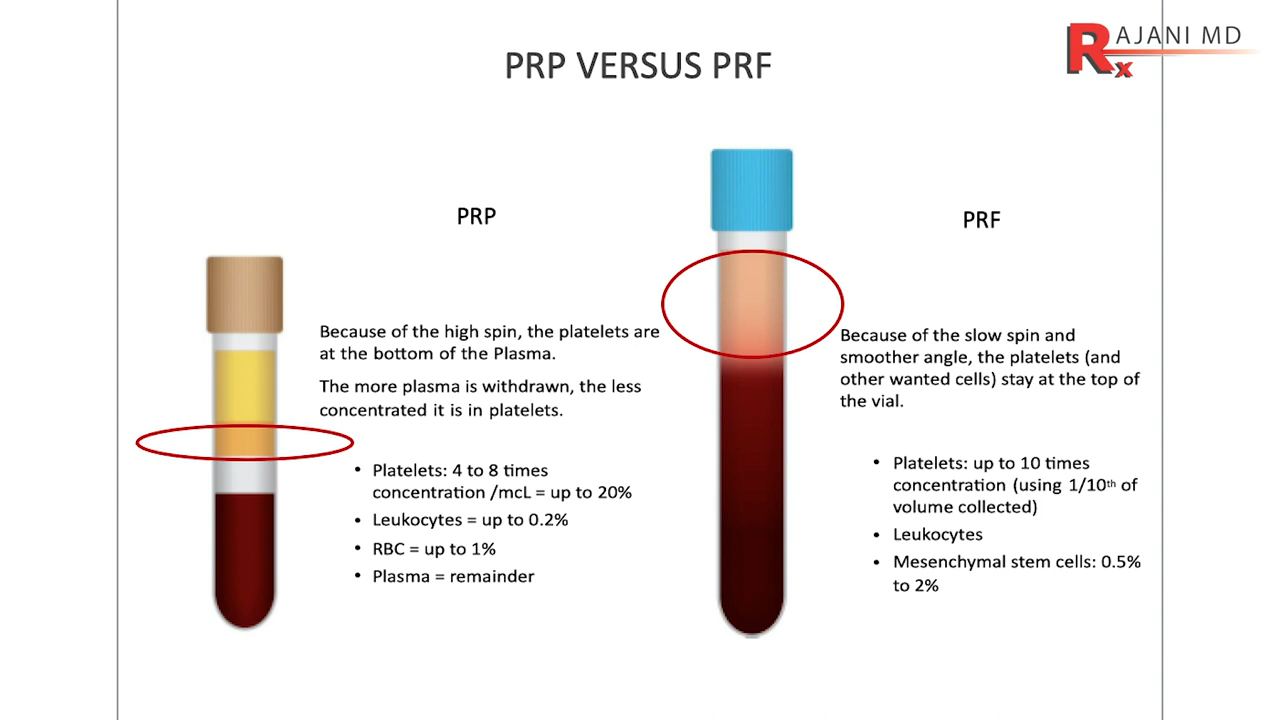 RX AJANI MD
PRP VERSUS PRF
PRP
Because of the high spin, the platelets are
at the bottom of the Plasma.
The more plasma is withdrawn, the less
concentrated it is in platelets.
• Platelets: 4 to 8 times
concentration /mcL = up to 20%
• Leukocytes = up to 0.2%
• RBC = up to 1%
• Plasma = remainder
PRF
Because of the slow spin and
smoother angle, the platelets (and
other wanted cells) stay at the top of
the vial.
• Platelets: up to 10 times
concentration (using 1/10th of
volume collected)
• Leukocytes
• Mesenchymal stem cells: 0.5%
to 2%